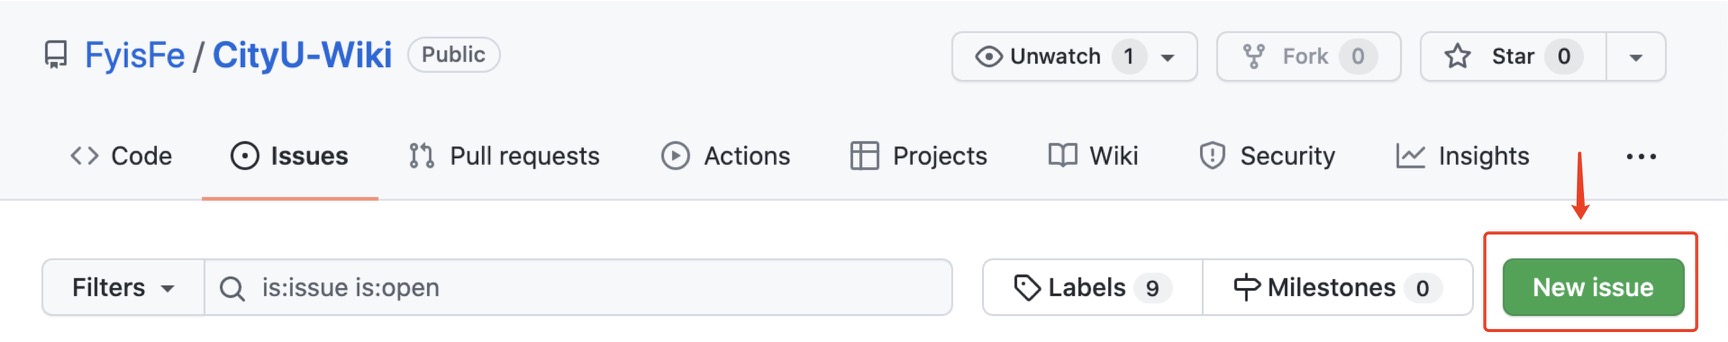 FyisFe / CityU-Wiki Public Unwatch 1 Fork 0 Star 0
Code Issues Pull requests Actions Projects Wiki Security Insights ...
Filters is:issue is:open Labels 9 Milestones 0 New issue